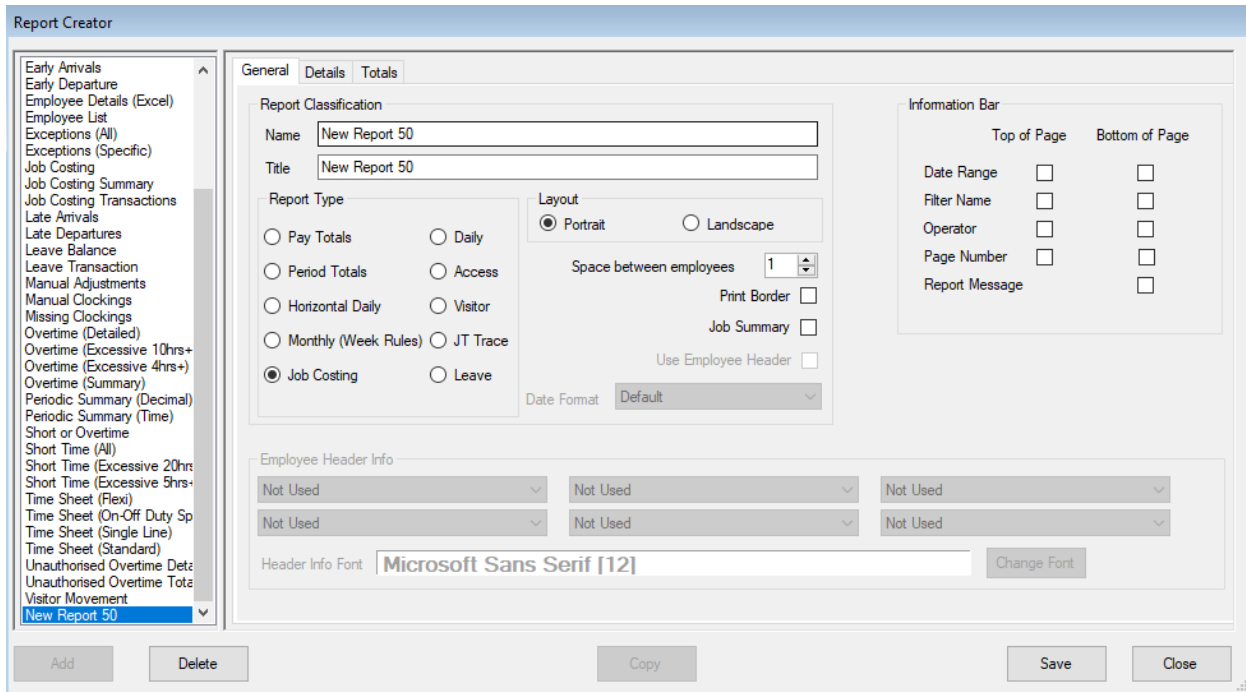 Report Creator
Early Arrivals
Early Departure
Employee Details (Excel)
Employee List
Exceptions (All)
Exceptions (Specific)
Job Costing
Job Costing Summary
Job Costing Transactions
Late Arrivals
Late Departures
Leave Balance
Leave Transaction
Manual Adjustments
Manual Clockings
Missing Clockings
Overtime (Detailed)
Overtime (Excessive 10hrs+
Overtime (Excessive 4hrs+)
Overtime (Summary)
Periodic Summary (Decimal)
Periodic Summary (Time)
Short or Overtime
Short Time (All)
Short Time (Excessive 20hrs
Short Time (Excessive 5hrs+
Time Sheet (Flexi)
Time Sheet (On-Off Duty Sp
Time Sheet (Single Line)
Time Sheet (Standard)
Unauthorised Overtime Deta
Unauthorised Overtime Tota
Visitor Movement
New Report 50
General Details Totals
Report Classification
Name New Report 50
Title New Report 50
Report Type
Pay Totals Daily
Period Totals Access
Horizontal Daily Visitor
Monthly (Week Rules) JT Trace
Job Costing Leave
Layout
Portrait Landscape
Space between employees 1
Print Border
Job Summary
Use Employee Header
Date Format Default
Information Bar
Top of Page Bottom of Page
Date Range
Filter Name
Operator
Page Number
Report Message
Employee Header Info
Not Used Not Used Not Used
Not Used Not Used Not Used
Header Info Font Microsoft Sans Serif [12] Change Font
Add Delete Copy Save Close